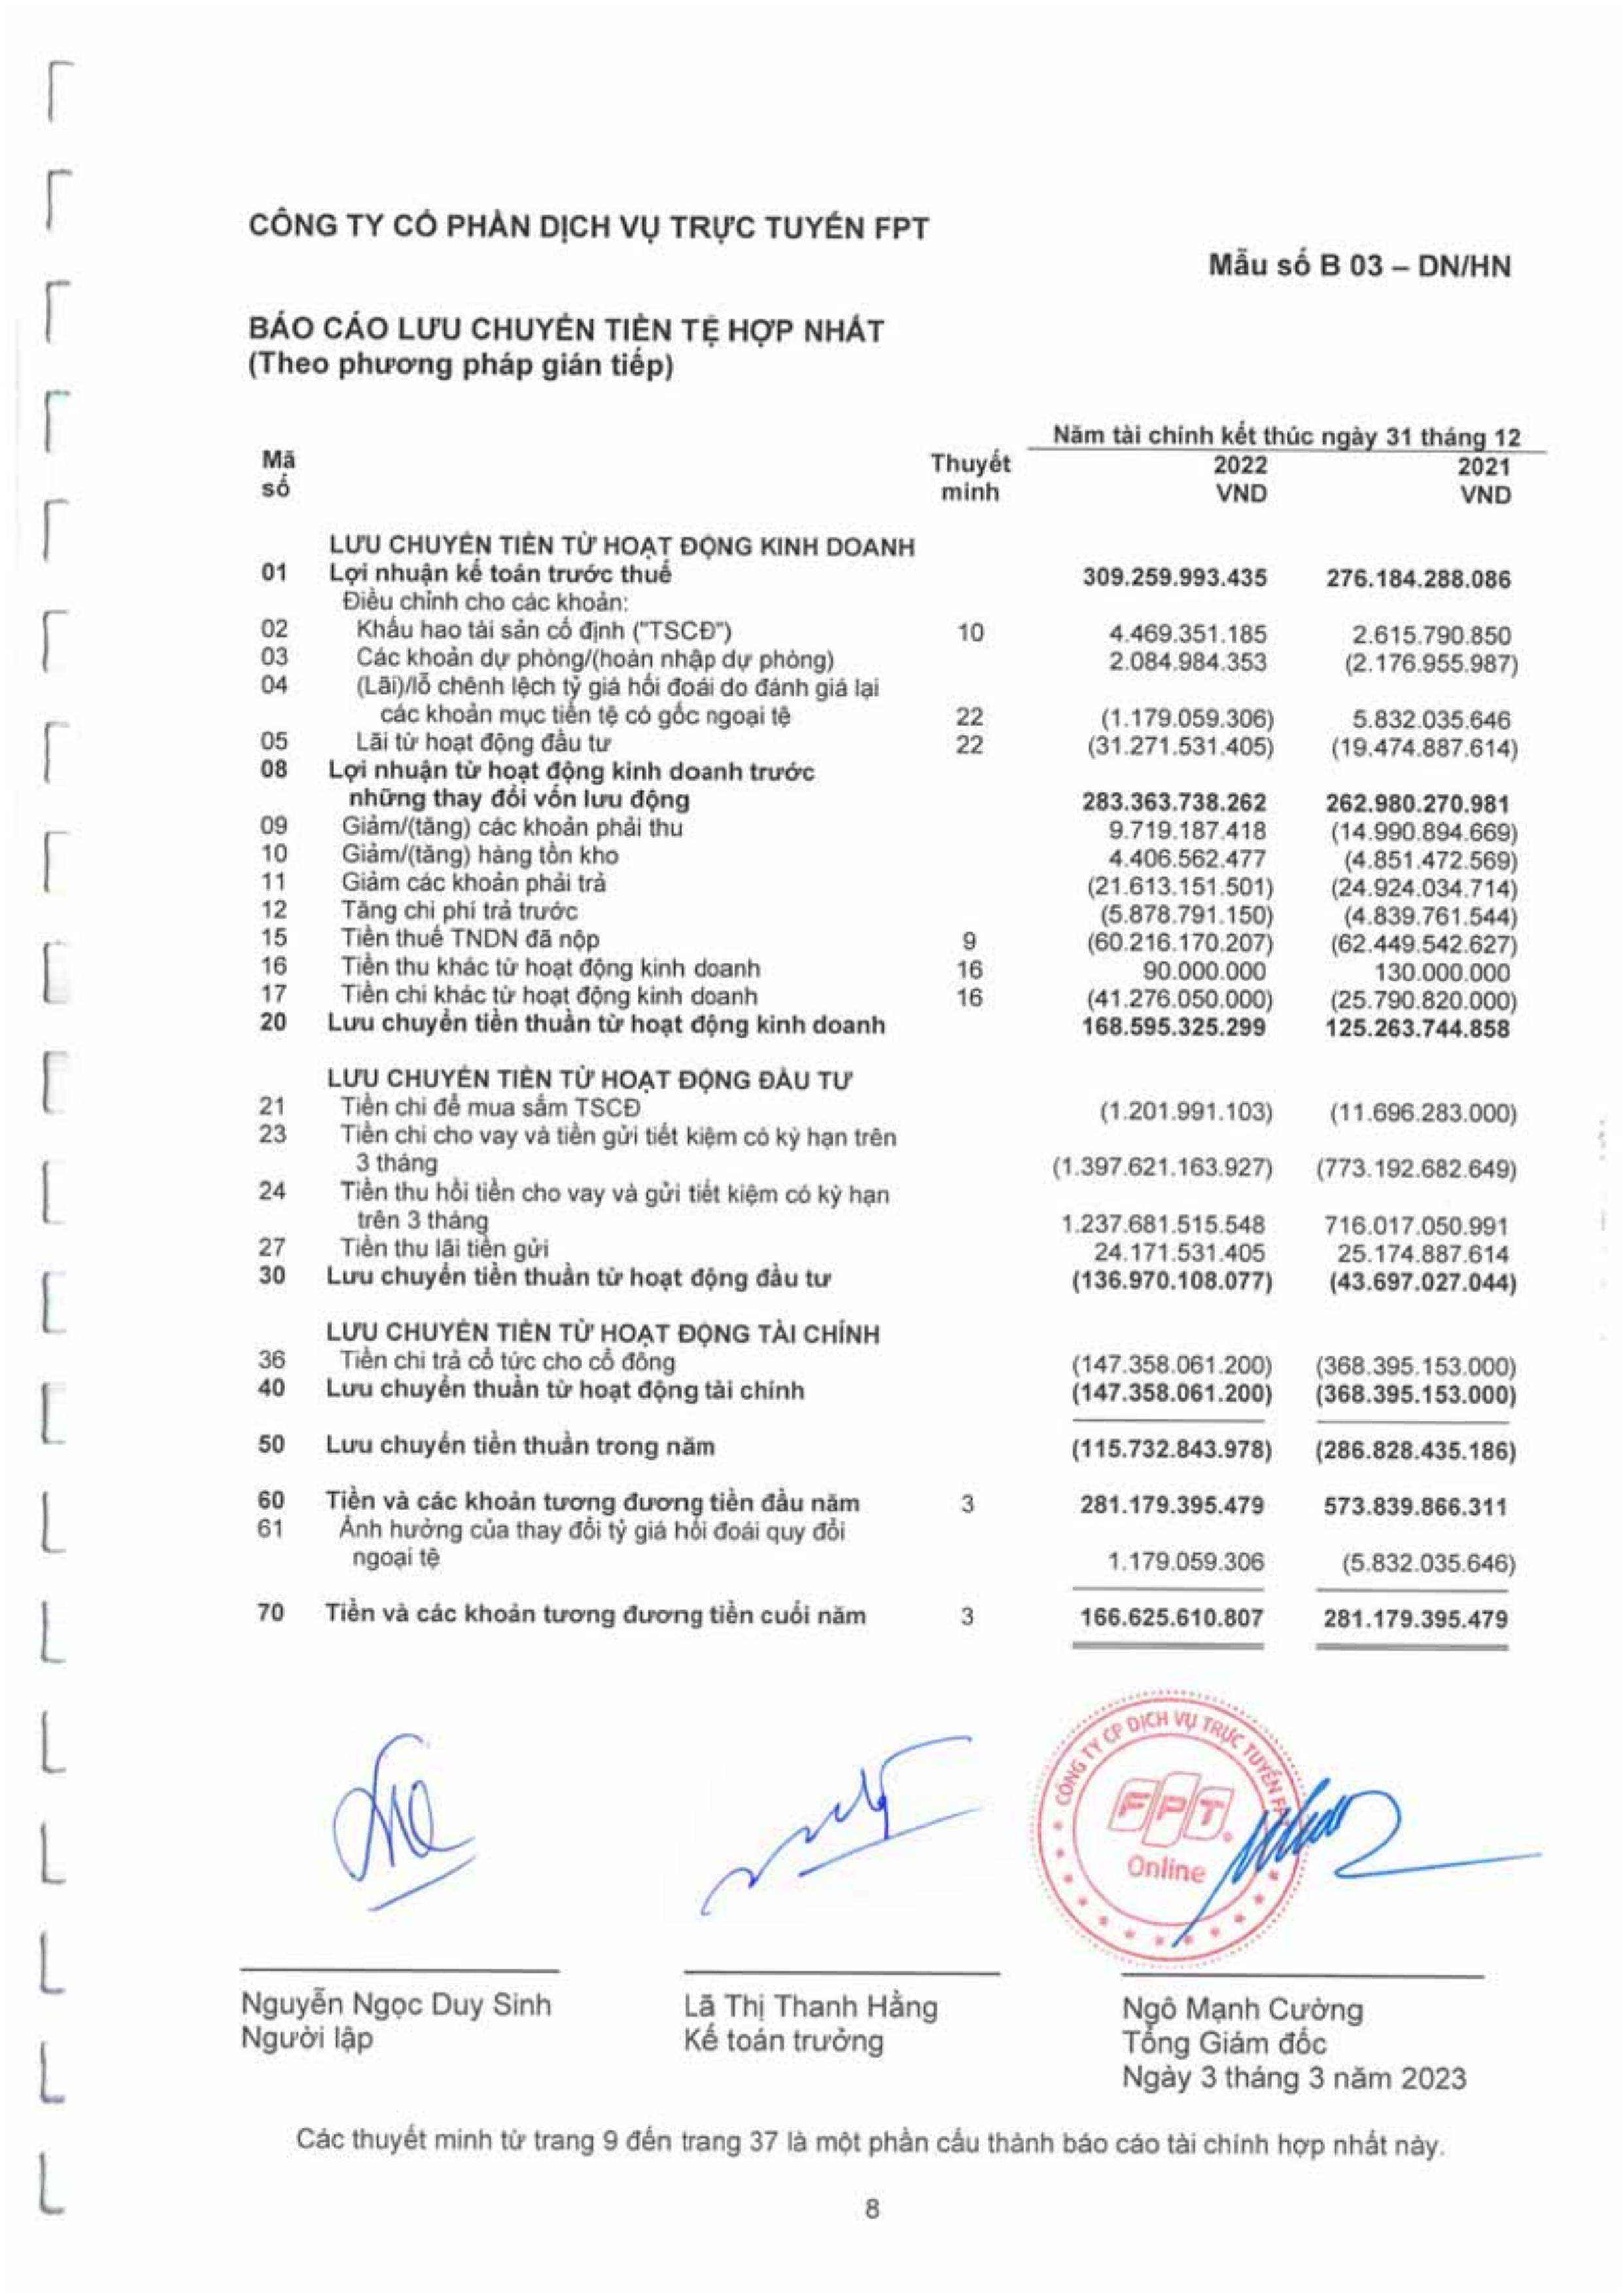 CÔNG TY CỔ PHẦN DỊCH VỤ TRỰC TUYẾN FPT
Mẫu số B 03 – DN/HN
BÁO CÁO LƯU CHUYỂN TIỀN TỆ HỢP NHẤT
(Theo phương pháp gián tiếp)
Năm tài chính kết thúc ngày 31 tháng 12
Mã số Thuyết minh 2022 VND 2021 VND
LƯU CHUYỂN TIỀN TỪ HOẠT ĐỘNG KINH DOANH
01 Lợi nhuận kế toán trước thuế 309.259.993.435 276.184.288.086
Điều chỉnh cho các khoản:
02 Khấu hao tài sản cố định ("TSCĐ") 10 4.469.351.185 2.615.790.850
03 Các khoản dự phòng/(hoàn nhập dự phòng) 2.084.984.353 (2.176.955.987)
04 (Lãi)/lỗ chênh lệch tỷ giá hối đoái do đánh giá lại
các khoản mục tiền tệ có gốc ngoại tệ 22 (1.179.059.306) 5.832.035.646
05 Lãi từ hoạt động đầu tư 22 (31.271.531.405) (19.474.887.614)
08 Lợi nhuận từ hoạt động kinh doanh trước
những thay đổi vốn lưu động 283.363.738.262 262.980.270.981
09 Giảm/(tăng) các khoản phải thu 9.719.187.418 (14.990.894.669)
10 Giảm/(tăng) hàng tồn kho 4.406.562.477 (4.851.472.569)
11 Giảm các khoản phải trả (21.613.151.501) (24.924.034.714)
12 Tăng chi phí trả trước (5.878.791.150) (4.839.761.544)
15 Tiền thuế TNDN đã nộp 9 (60.216.170.207) (62.449.542.627)
16 Tiền thu khác từ hoạt động kinh doanh 16 90.000.000 130.000.000
17 Tiền chi khác từ hoạt động kinh doanh 16 (41.276.050.000) (25.790.820.000)
20 Lưu chuyển tiền thuần từ hoạt động kinh doanh 168.595.325.299 125.263.744.858
LƯU CHUYỂN TIỀN TỪ HOẠT ĐỘNG ĐẦU TƯ
21 Tiền chi để mua sắm TSCĐ (1.201.991.103) (11.696.283.000)
23 Tiền chi cho vay và tiền gửi tiết kiệm có kỳ hạn trên
3 tháng (1.397.621.163.927) (773.192.682.649)
24 Tiền thu hồi tiền cho vay và gửi tiết kiệm có kỳ hạn
trên 3 tháng 1.237.681.515.548 716.017.050.991
27 Tiền thu lãi tiền gửi 24.171.531.405 25.174.887.614
30 Lưu chuyển tiền thuần từ hoạt động đầu tư (136.970.108.077) (43.697.027.044)
LƯU CHUYỂN TIỀN TỪ HOẠT ĐỘNG TÀI CHÍNH
36 Tiền chi trả cổ tức cho cổ đông (147.358.061.200) (368.395.153.000)
40 Lưu chuyển thuần từ hoạt động tài chính (147.358.061.200) (368.395.153.000)
50 Lưu chuyển tiền thuần trong năm (115.732.843.978) (286.828.435.186)
60 Tiền và các khoản tương đương tiền đầu năm 3 281.179.395.479 573.839.866.311
61 Ảnh hưởng của thay đổi tỷ giá hối đoái quy đổi
ngoại tệ 1.179.059.306 (5.832.035.646)
70 Tiền và các khoản tương đương tiền cuối năm 3 166.625.610.807 281.179.395.479
CÔNG TY CP DỊCH VỤ TRỰC TUYẾN
FPT
Online
Nguyễn Ngọc Duy Sinh
Người lập
Lã Thị Thanh Hằng
Kế toán trưởng
Ngô Mạnh Cường
Tổng Giám đốc
Ngày 3 tháng 3 năm 2023
Các thuyết minh từ trang 9 đến trang 37 là một phần cấu thành báo cáo tài chính hợp nhất này.
8